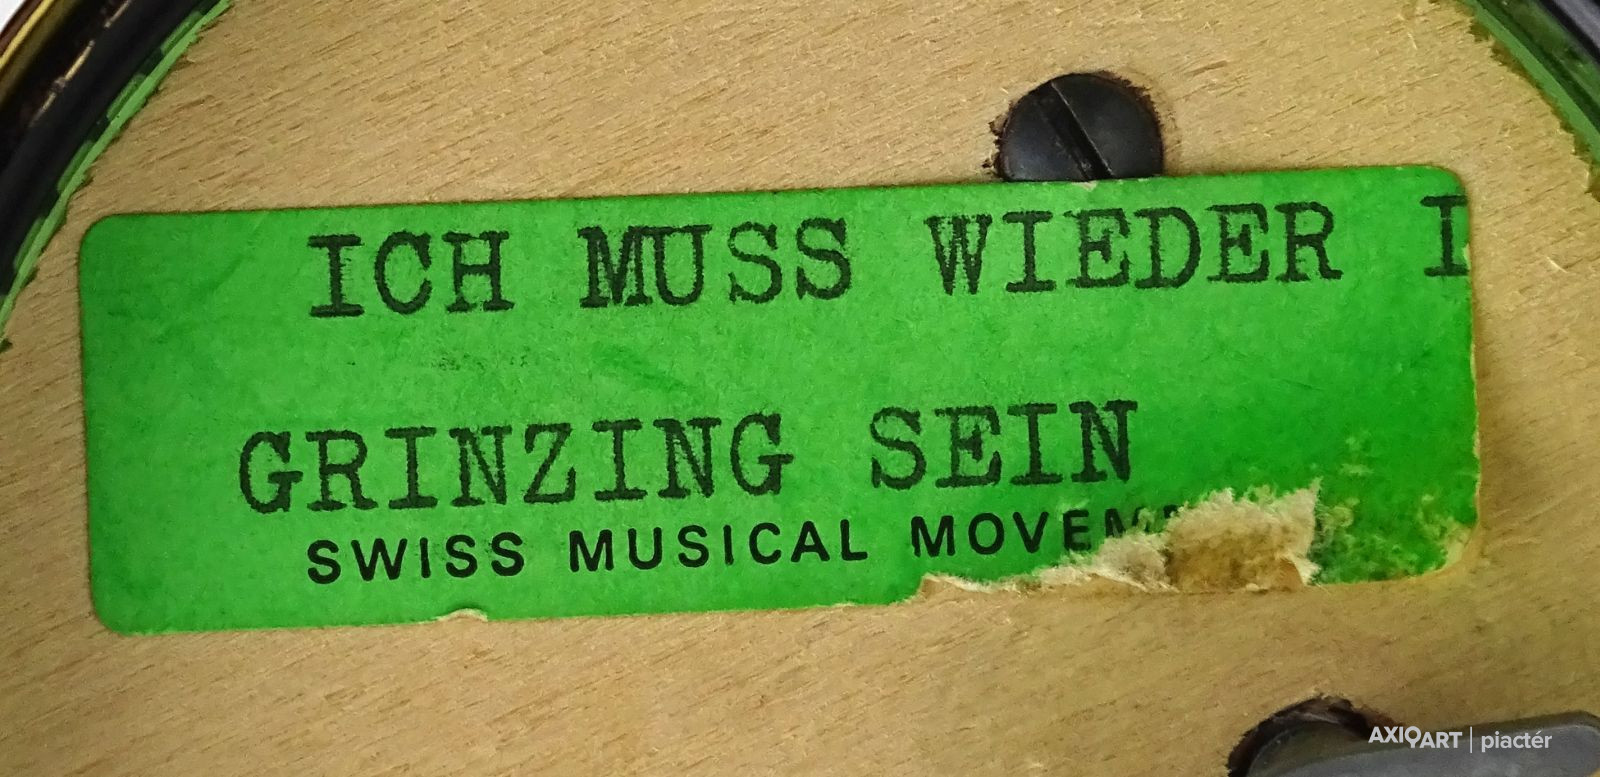 ICH MUSS WIEDER I
GRINZING SEIN
SWISS MUSICAL
AXIOART | piactér